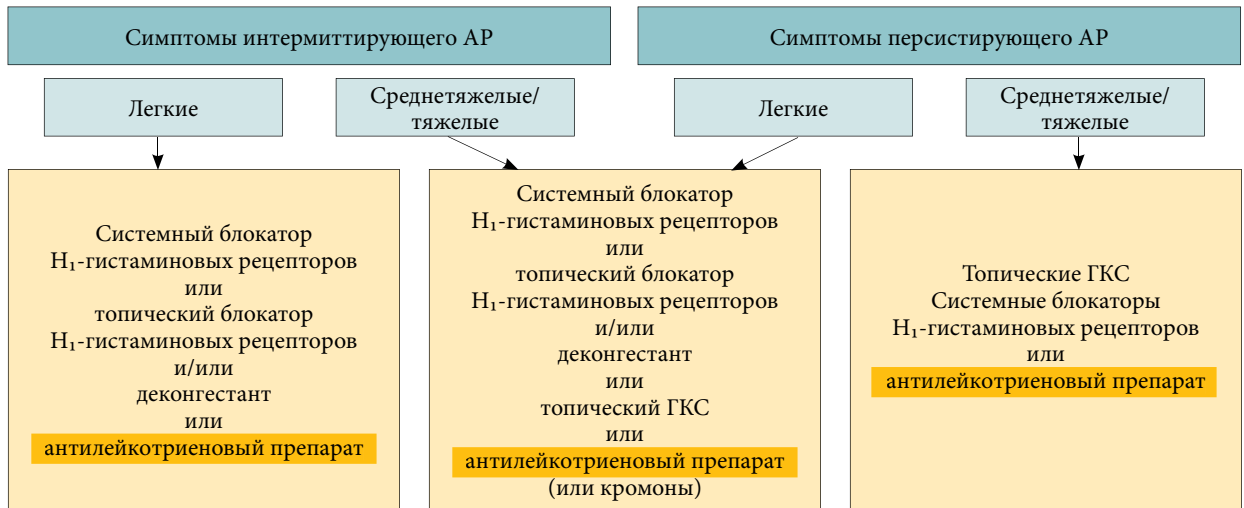 Симптомы интермиттирующего АР
Симптомы персистирующего АР
Легкие
Среднетяжелые/
тяжелые
Легкие
Среднетяжелые/
тяжелые
Системный блокатор
H₁-гистаминовых рецепторов
или
топический блокатор
H₁-гистаминовых рецепторов
и/или
деконгестант
или
антилейкотриеновый препарат
Системный блокатор
H₁-гистаминовых рецепторов
или
топический блокатор
H₁-гистаминовых рецепторов
и/или
деконгестант
или
топический ГКС
или
антилейкотриеновый препарат
(или кромоны)
Топические ГКС
Системные блокаторы
H₁-гистаминовых рецепторов
или
антилейкотриеновый препарат